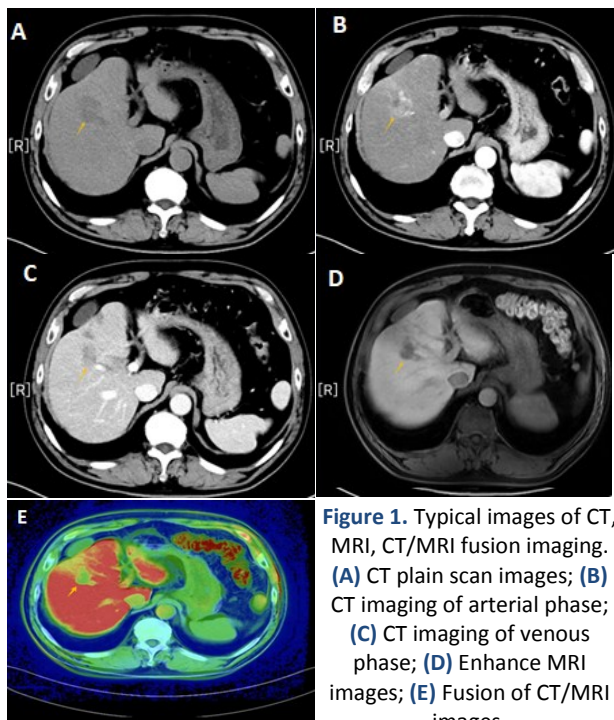 A
B
[R]
[R]
C
D
[R]
[R]
E
Figure 1. Typical images of CT,
MRI, CT/MRI fusion imaging.
(A) CT plain scan images; (B)
CT imaging of arterial phase;
(C) CT imaging of venous
phase; (D) Enhance MRI
images; (E) Fusion of CT/MRI
images